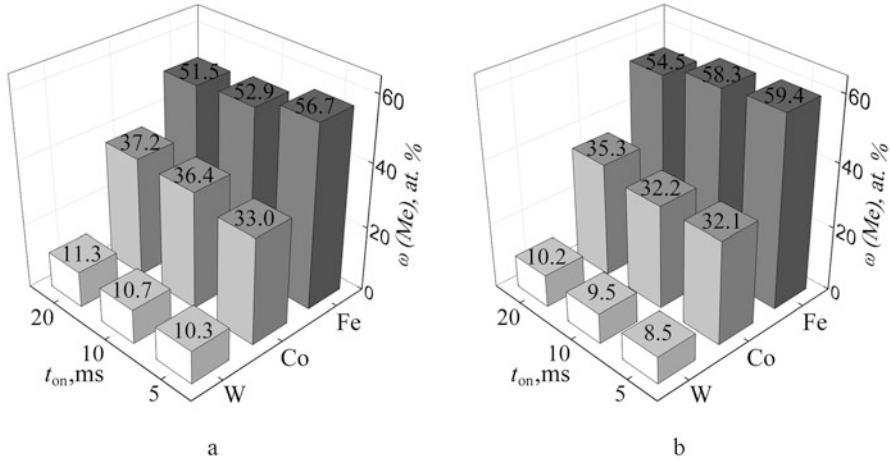 51.5
52.9
56.7
37.2
36.4
33.0
11.3
10.7
10.3
60
40
20
0
ω (Me), at. %
20
10
5
t on,ms
W
Co
Fe
a
54.5
58.3
59.4
35.3
32.2
32.1
10.2
9.5
8.5
60
40
20
0
ω (Me), at. %
20
10
5
t on,ms
W
Co
Fe
b